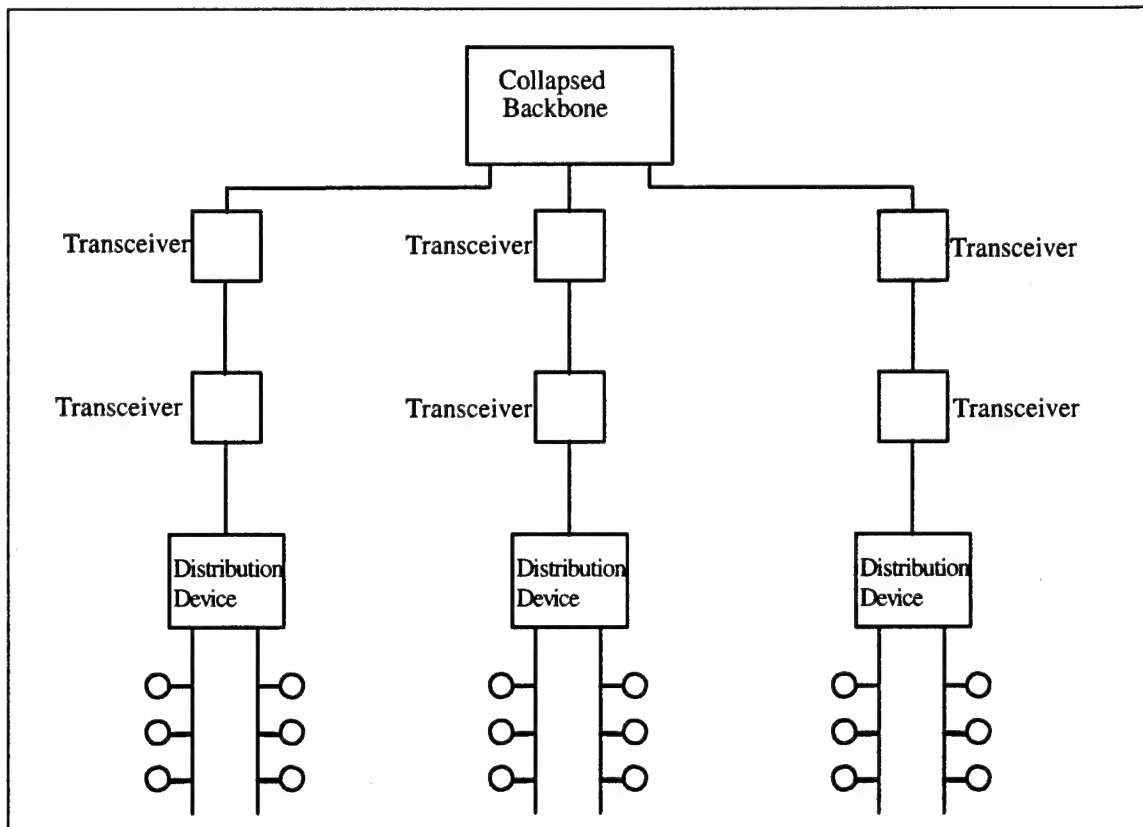 Collapsed
Backbone
Transceiver
Transceiver
Transceiver
Transceiver
Transceiver
Transceiver
Distribution
Device
Distribution
Device
Distribution
Device